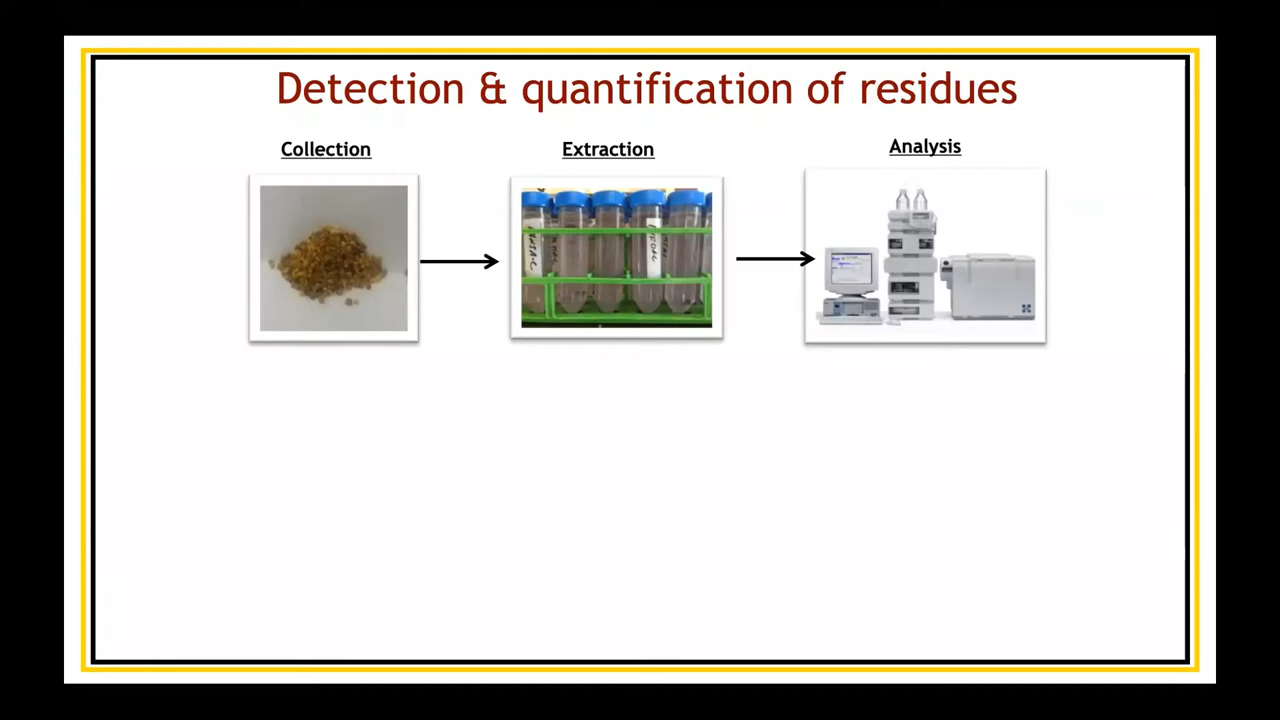 Detection & quantification of residues
Collection
Extraction
Analysis